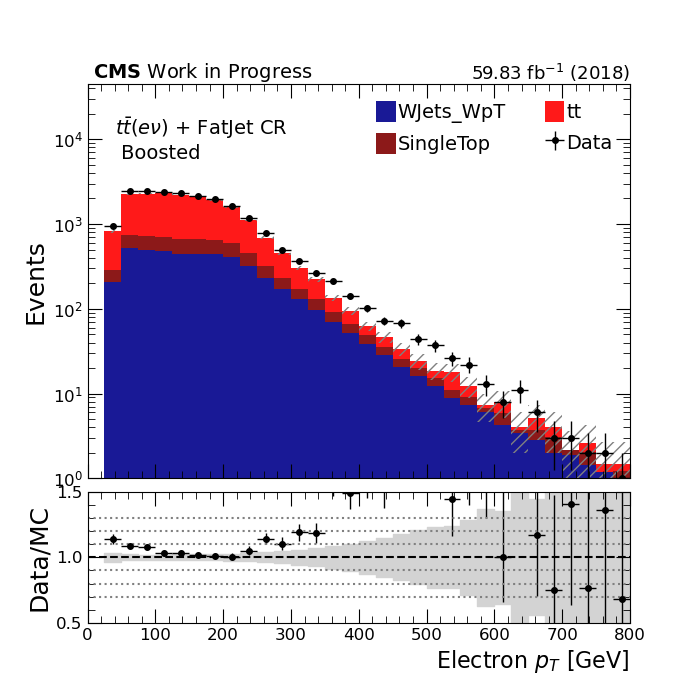 CMS Work in Progress 59.83 fb⁻¹ (2018)
tt̄(eν) + FatJet CR
Boosted
WJets_WpT tt
SingleTop Data
Events
10⁴
10³
10²
10¹
10⁰
Data/MC
1.5
1.0
0.5
0 100 200 300 400 500 600 700 800
Electron p_T [GeV]